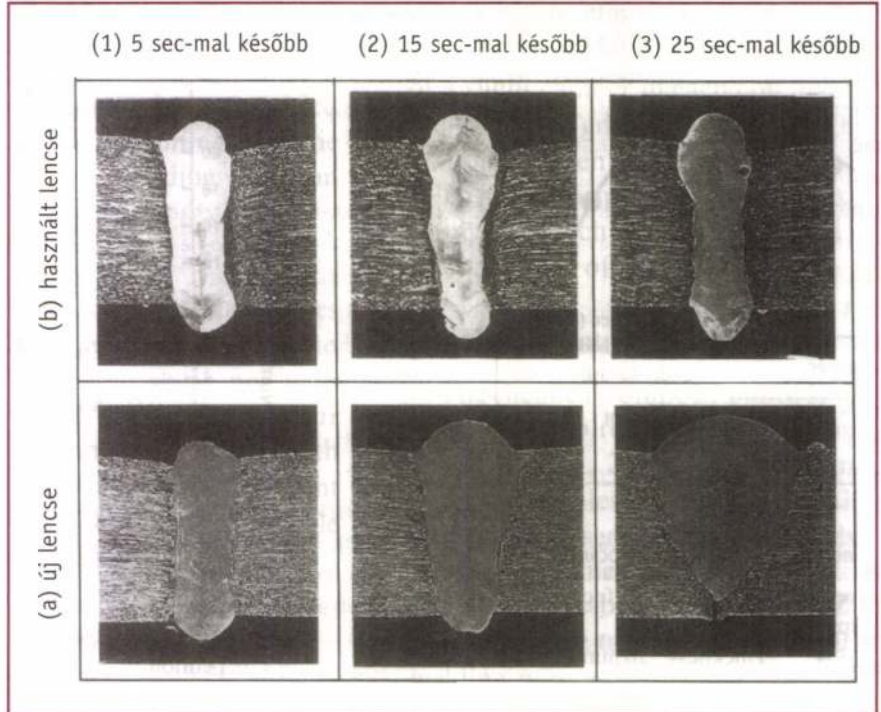 (1) 5 sec-mal később
(2) 15 sec-mal később
(3) 25 sec-mal később
(b) használt lencse
(a) új lencse